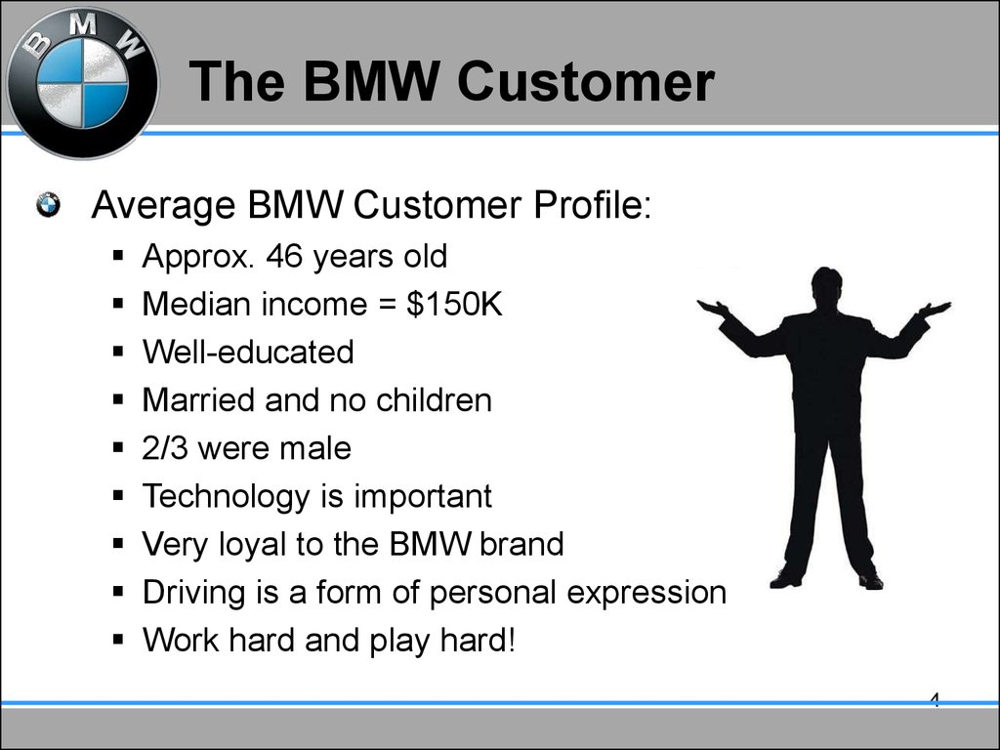 BMW
The BMW Customer
Average BMW Customer Profile:
Approx. 46 years old
Median income = $150K
Well-educated
Married and no children
2/3 were male
Technology is important
Very loyal to the BMW brand
Driving is a form of personal expression
Work hard and play hard!
4